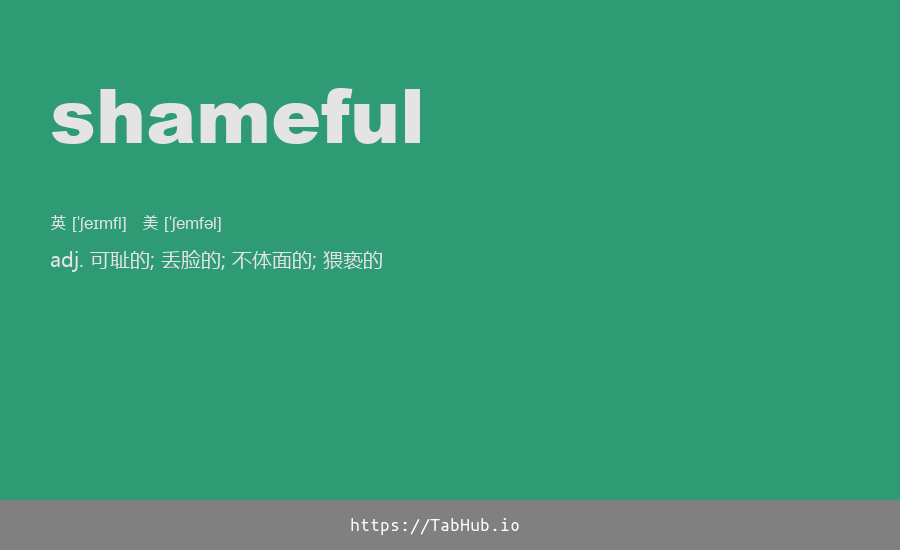 shameful
英 [ˈʃeɪmfl] 美 [ˈʃemfəl]
adj. 可耻的; 丢脸的; 不体面的; 猥亵的
https://TabHub.io